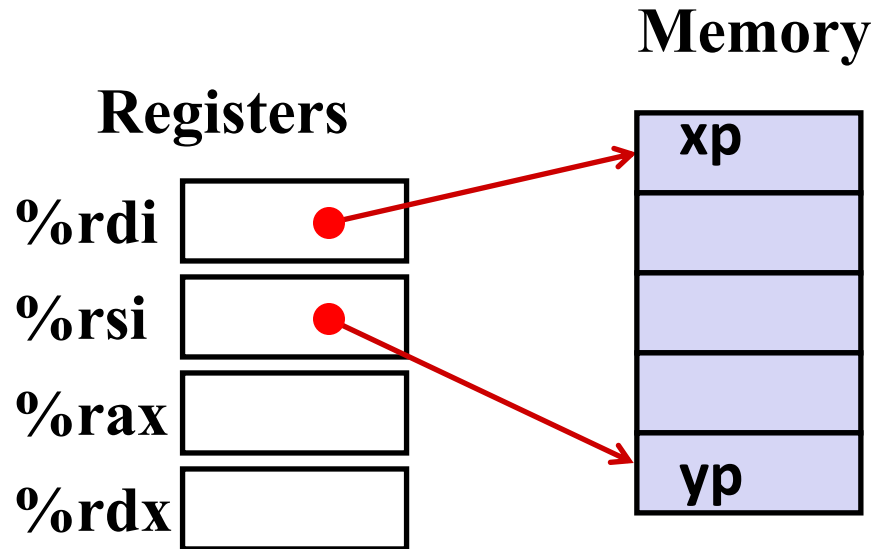 Memory
Registers
xp
%rdi
%rsi
%rax
yp
%rdx